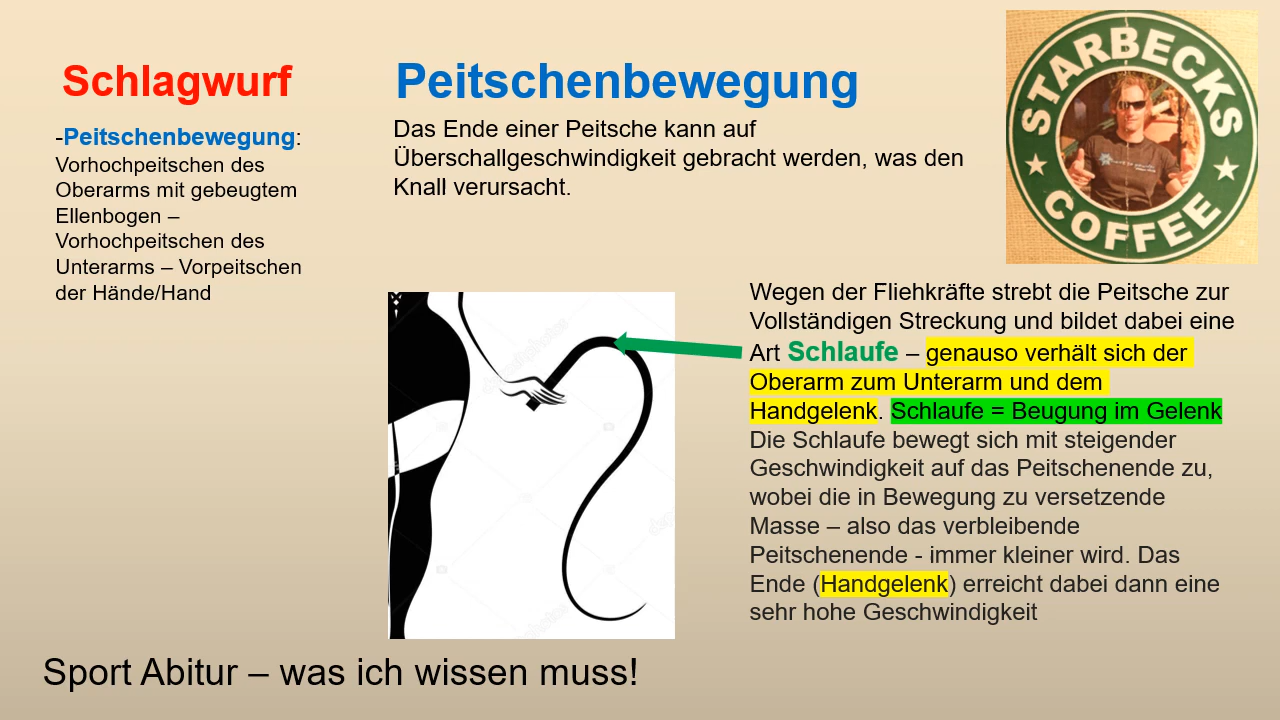 Schlagwurf
-Peitschenbewegung:
Vorhochpeitschen des
Oberarms mit gebeugtem
Ellenbogen –
Vorhochpeitschen des
Unterarms – Vorpeitschen
der Hände/Hand
Peitschenbewegung
Das Ende einer Peitsche kann auf
Überschallgeschwindigkeit gebracht werden, was den
Knall verursacht.
STARBECKS
COFFEE
Wegen der Fliehkräfte strebt die Peitsche zur
Vollständigen Streckung und bildet dabei eine
Art Schlaufe – genauso verhält sich der
Oberarm zum Unterarm und dem
Handgelenk. Schlaufe = Beugung im Gelenk
Die Schlaufe bewegt sich mit steigender
Geschwindigkeit auf das Peitschenende zu,
wobei die in Bewegung zu versetzende
Masse – also das verbleibende
Peitschenende - immer kleiner wird. Das
Ende (Handgelenk) erreicht dabei dann eine
sehr hohe Geschwindigkeit
Sport Abitur – was ich wissen muss!